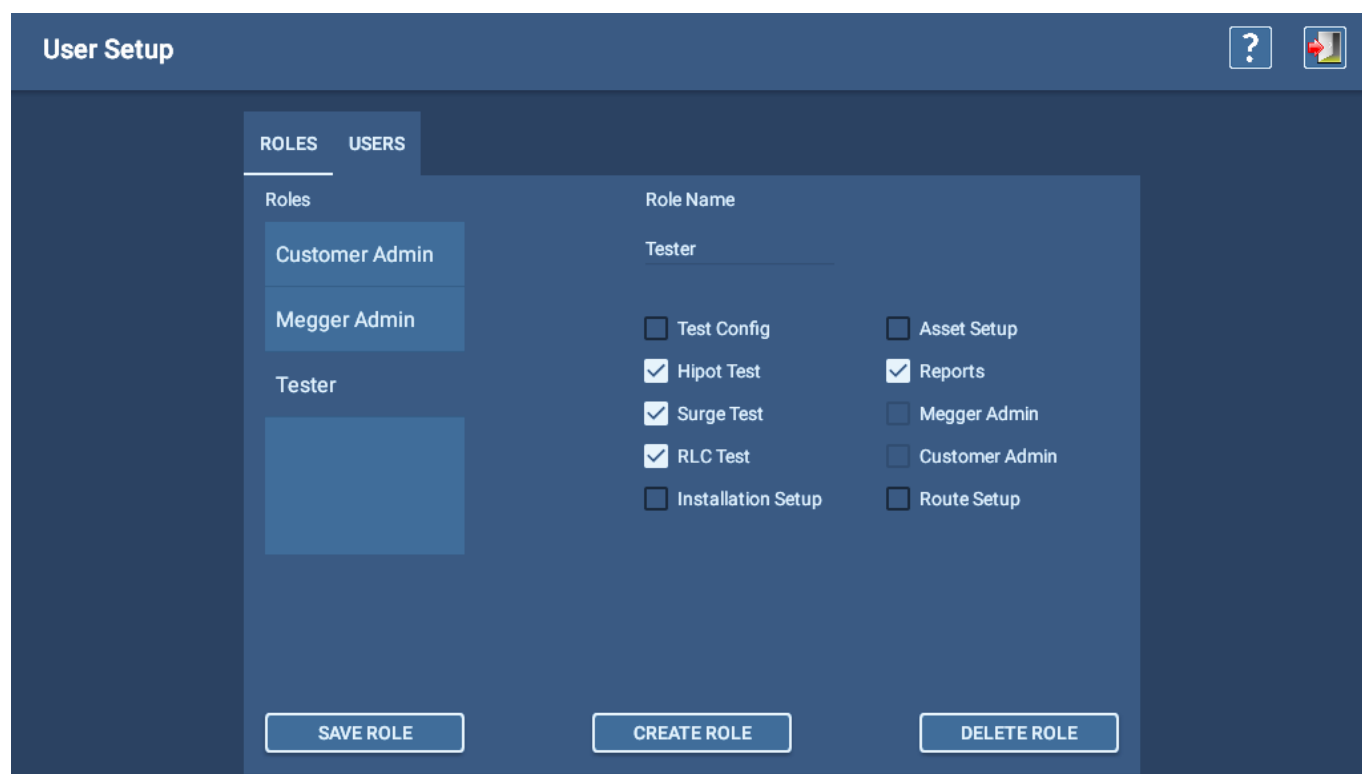 User Setup
?
ROLES USERS
Roles
Customer Admin
Megger Admin
Tester
Role Name
Tester
Test Config
Hipot Test
Surge Test
RLC Test
Installation Setup
Asset Setup
Reports
Megger Admin
Customer Admin
Route Setup
SAVE ROLE
CREATE ROLE
DELETE ROLE